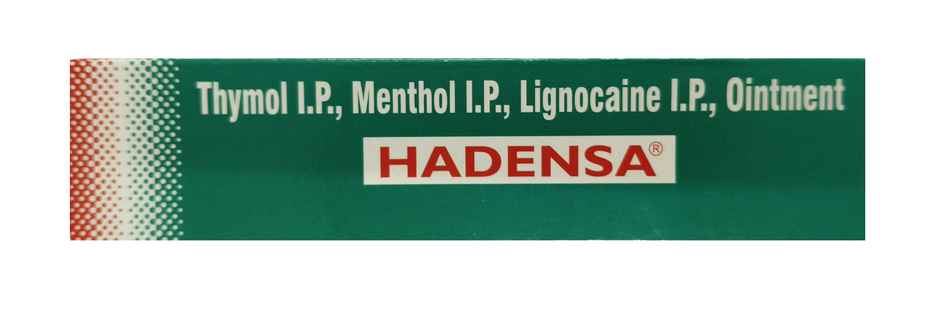 Thymol I.P., Menthol I.P., Lignocaine I.P., Ointment
HADENSA®